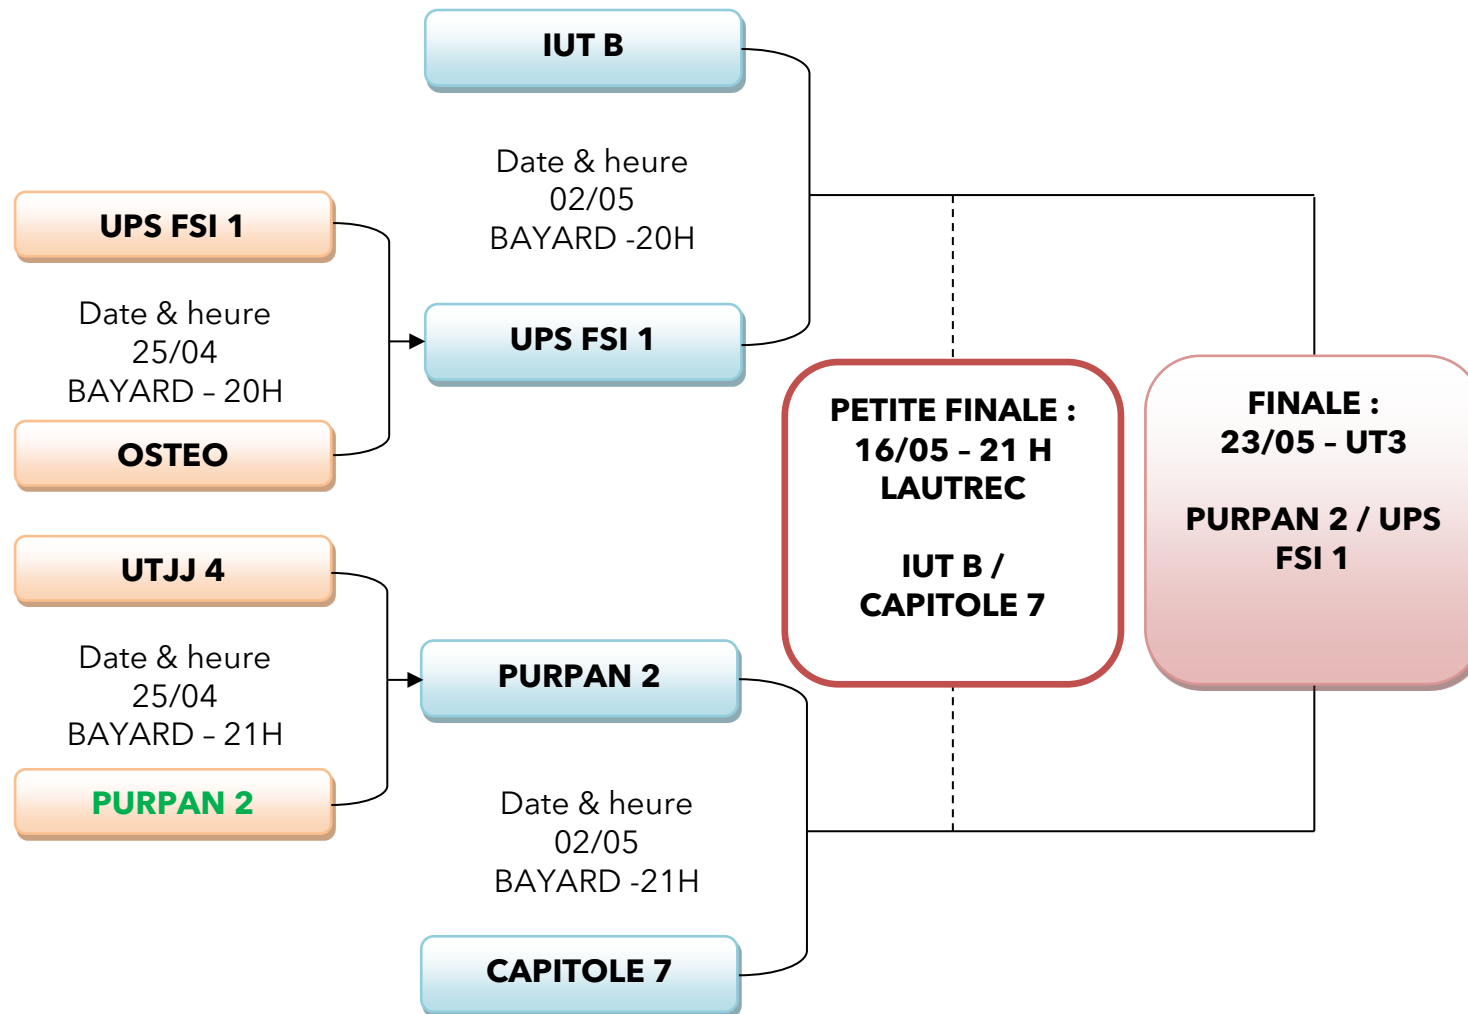 IUT B
Date & heure
02/05
BAYARD -20H
UPS FSI 1
Date & heure
25/04
BAYARD – 20H
OSTEO
UPS FSI 1
UTJJ 4
Date & heure
25/04
BAYARD – 21H
PURPAN 2
PURPAN 2
Date & heure
02/05
BAYARD -21H
CAPITOLE 7
PETITE FINALE :
16/05 – 21 H
LAUTREC
IUT B /
CAPITOLE 7
FINALE :
23/05 – UT3
PURPAN 2 / UPS
FSI 1